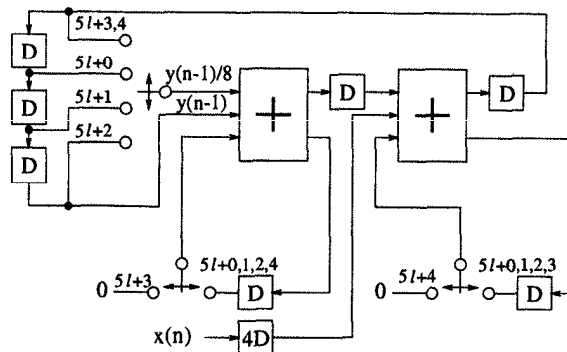 5l+3,4
D
5l+0
D
5l+1
5l+2
D
y(n-1)/8
y(n-1)
+
D
+
D
5l+3
5l+0,1,2,4
0
D
5l+4
5l+0,1,2,3
0
D
x(n)
4D